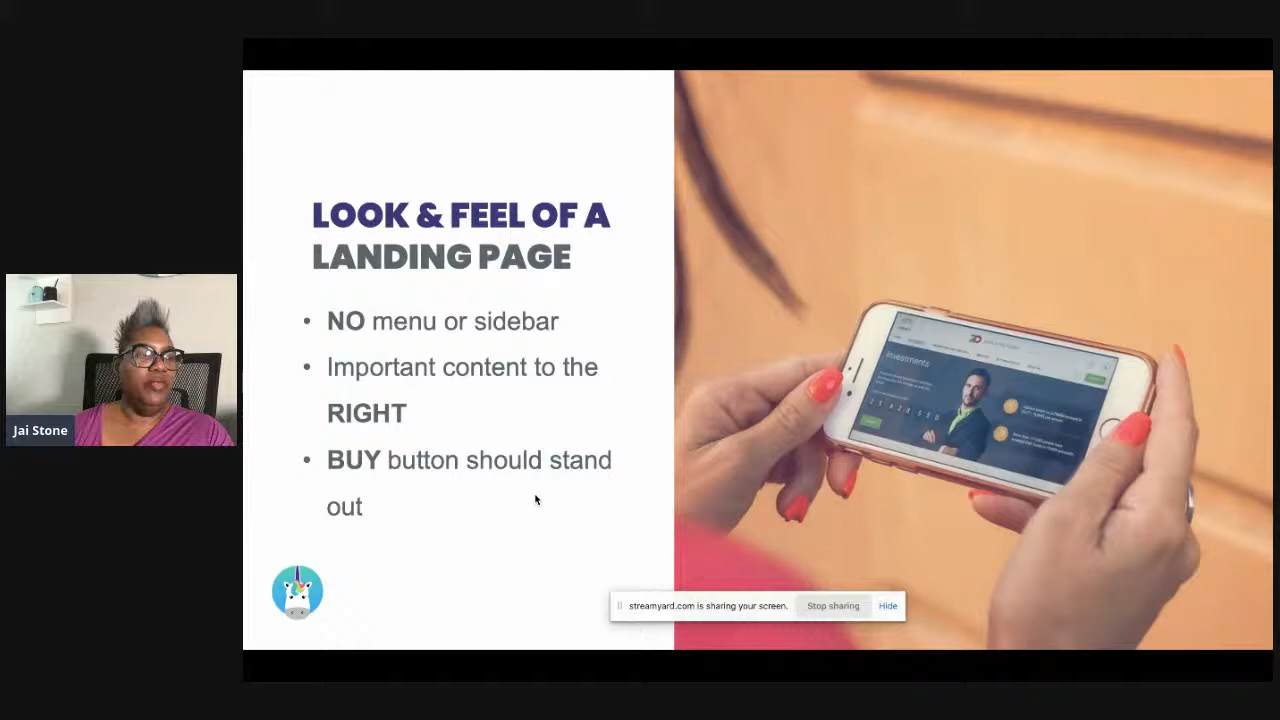 LOOK & FEEL OF A
LANDING PAGE
• NO menu or sidebar
• Important content to the
RIGHT
• BUY button should stand
out
Jai Stone
Investments
streamyard.com is sharing your screen.
Stop sharing
Hide